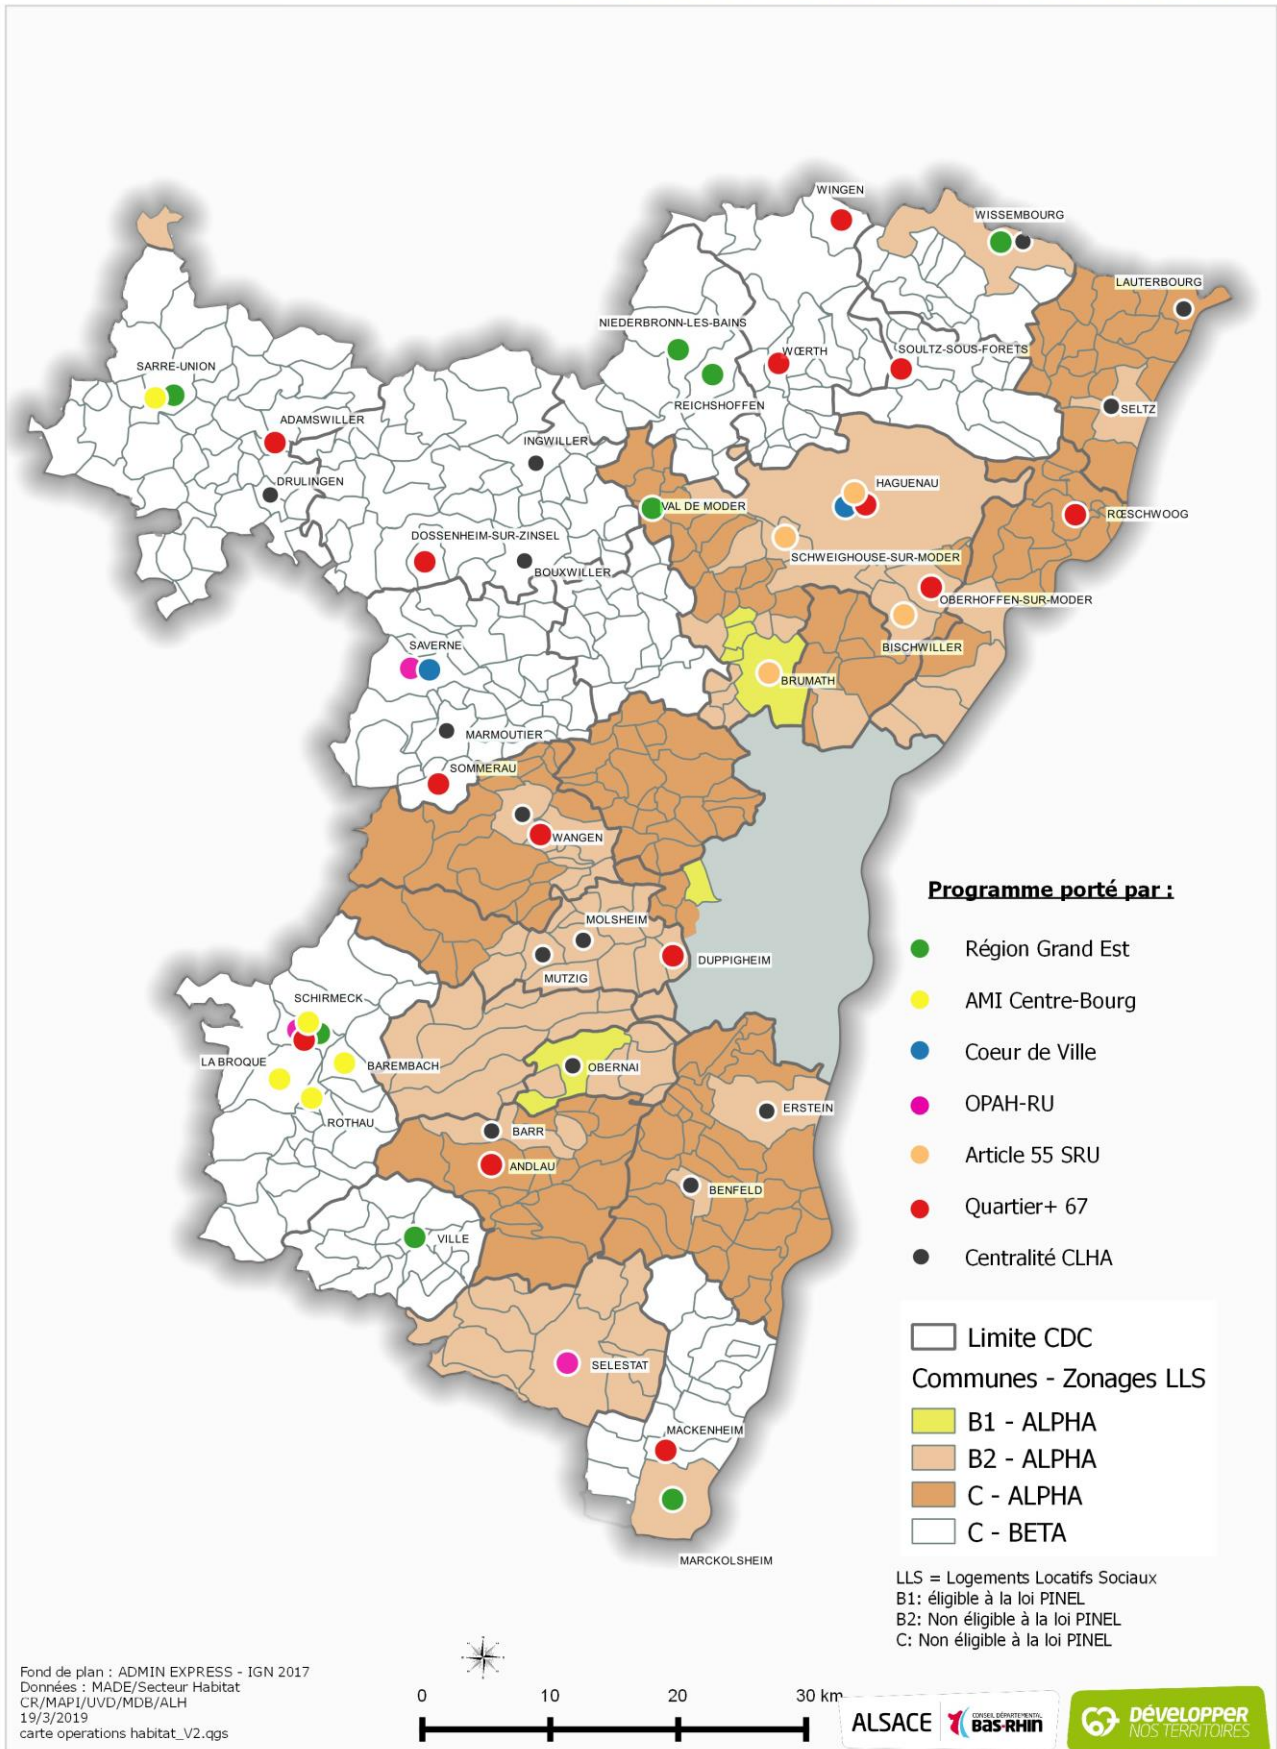 WINGEN
WISSEMBOURG
LAUTERBOURG
NIEDERBRONN-LES-BAINS
WŒRTH
SOULTZ-SOUS-FORETS
SARRE-UNION
REICHSHOFFEN
SELTZ
ADAMSWILLER
INGWILLER
DRULINGEN
HAGUENAU
VAL DE MODER
RŒSCHWOOG
DOSSENHEIM-SUR-ZINSEL
SCHWEIGHOUSE-SUR-MODER
BOUXWILLER
OBERHOFFEN-SUR-MODER
SAVERNE
BISCHWILLER
BRUMATH
MARMOUTIER
SOMMERAU
WANGEN
MOLSHEIM
DUPPIGHEIM
MUTZIG
SCHIRMECK
LA BROQUE
BAREMBACH
OBERNAI
ROTHAU
ERSTEIN
BARR
ANDLAU
BENFELD
VILLE
SELESTAT
MACKENHEIM
MARCKOLSHEIM
Programme porté par :
Région Grand Est
AMI Centre-Bourg
Coeur de Ville
OPAH-RU
Article 55 SRU
Quartier+ 67
Centralité CLHA
Limite CDC
Communes - Zonages LLS
B1 - ALPHA
B2 - ALPHA
C - ALPHA
C - BETA
LLS = Logements Locatifs Sociaux
B1: éligible à la loi PINEL
B2: Non éligible à la loi PINEL
C: Non éligible à la loi PINEL
Fond de plan : ADMIN EXPRESS - IGN 2017
Données : MADE/Secteur Habitat
CR/MAPI/UVD/MDB/ALH
19/3/2019
carte operations habitat_V2.qgs
0 10 20 30 km
ALSACE
CONSEIL DÉPARTEMENTAL
BAS-RHIN
DÉVELOPPER
NOS TERRITOIRES